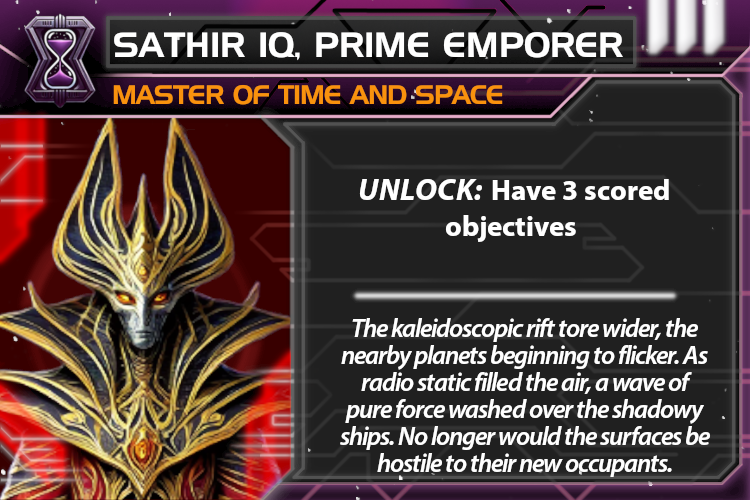 SATHIR IQ, PRIME EMPORER
MASTER OF TIME AND SPACE
UNLOCK: Have 3 scored
objectives
The kaleidoscopic rift tore wider, the
nearby planets beginning to flicker. As
radio static filled the air, a wave of
pure force washed over the shadowy
ships. No longer would the surfaces be
hostile to their new occupants.